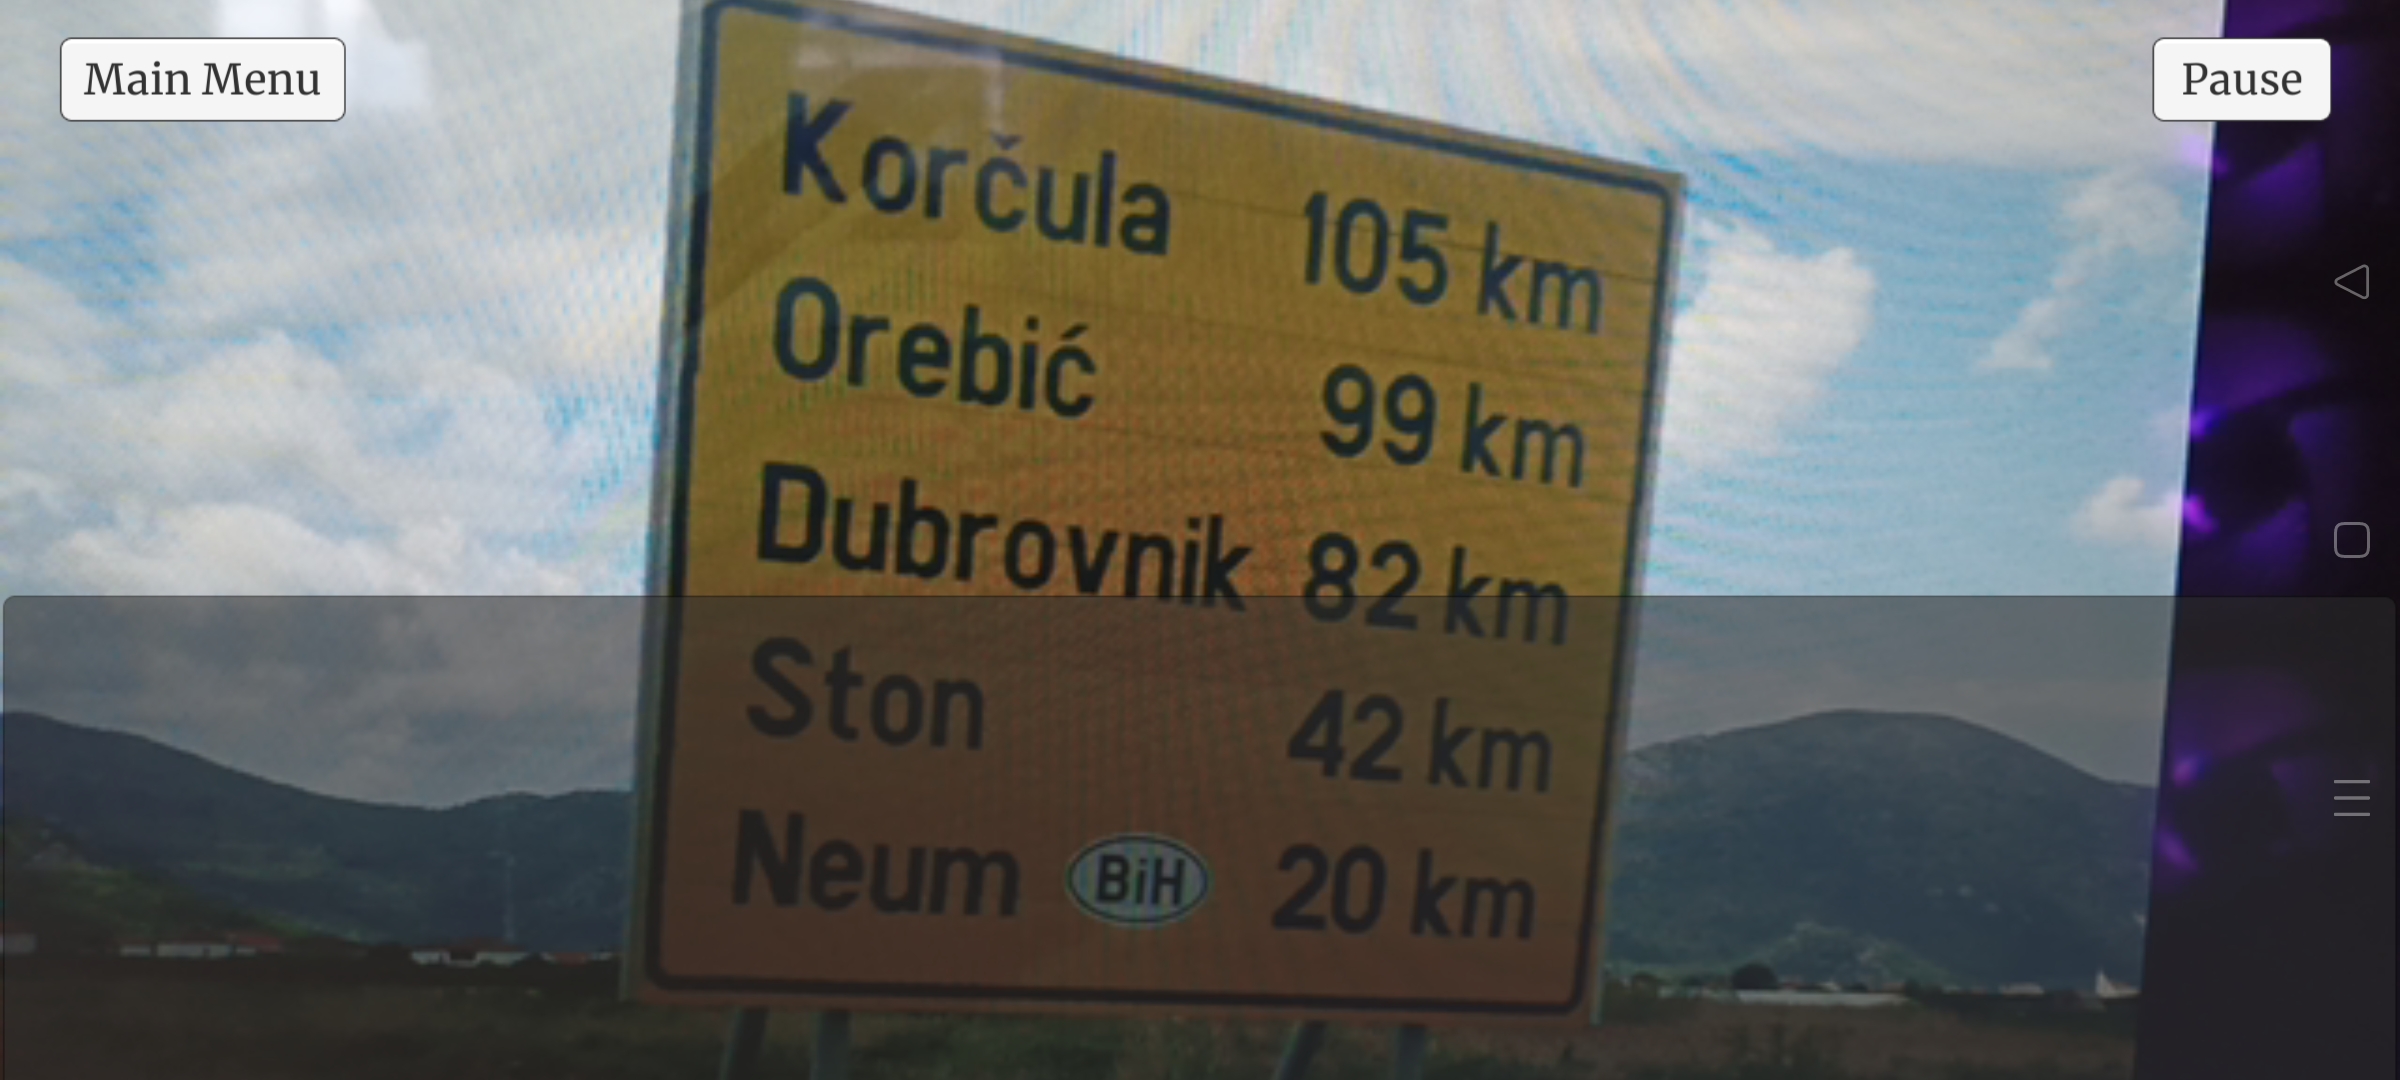 Main Menu
Pause
Korčula 105 km
Orebić 99 km
Dubrovnik 82 km
Ston 42 km
Neum BiH 20 km